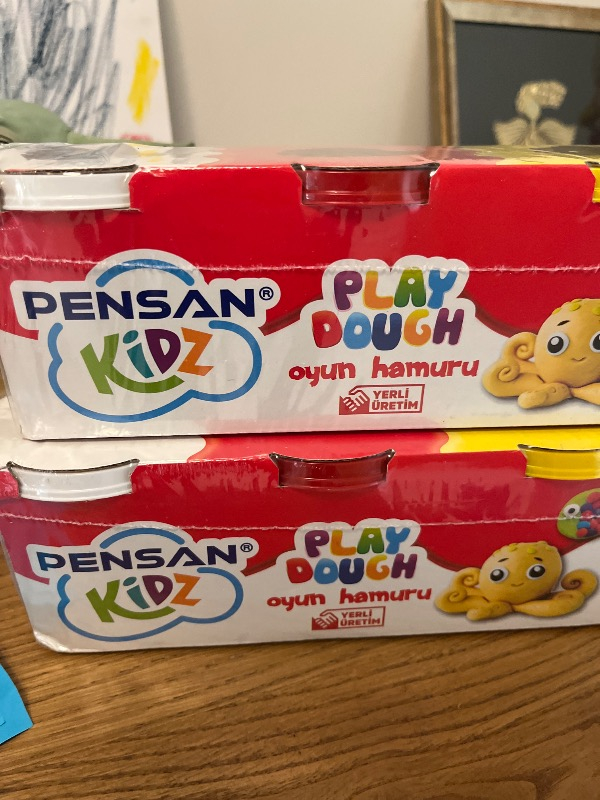 PENSAN®
KiDZ
PLAY
DOUGH
oyun hamuru
YERLİ
ÜRETİM
PENSAN®
KiDZ
PLAY
DOUGH
oyun hamuru
YERLİ
ÜRETİM